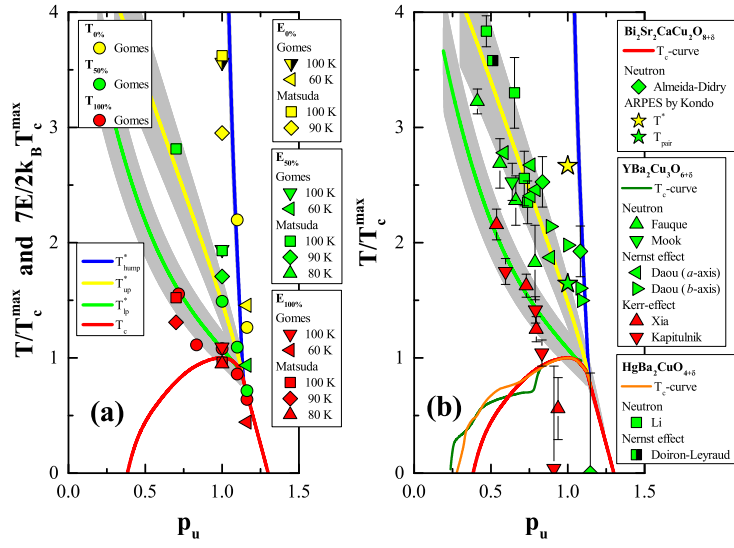 T/T_c^max and 7E/2k_B T_c^max
4
3
2
1
0
0.0
0.5
1.0
1.5
p_u
(a)
T_0%
Gomes
T_50%
Gomes
T_100%
Gomes
T*_hump
T*_up
T*_lp
T_c
E_0%
Gomes
100 K
60 K
Matsuda
100 K
90 K
E_50%
Gomes
100 K
60 K
Matsuda
100 K
90 K
80 K
E_100%
Gomes
100 K
60 K
Matsuda
100 K
90 K
80 K
T/T_c^max
4
3
2
1
0
0.0
0.5
1.0
1.5
p_u
(b)
Bi2Sr2CaCu2O8+δ
T_c-curve
Neutron
Almeida-Didry
ARPES by Kondo
T*
T_pair
YBa2Cu3O6+δ
T_c-curve
Neutron
Fauque
Mook
Nernst effect
Daou (a-axis)
Daou (b-axis)
Kerr-effect
Xia
Kapitulnik
HgBa2CuO4+δ
T_c-curve
Neutron
Li
Nernst effect
Doiron-Leyraud